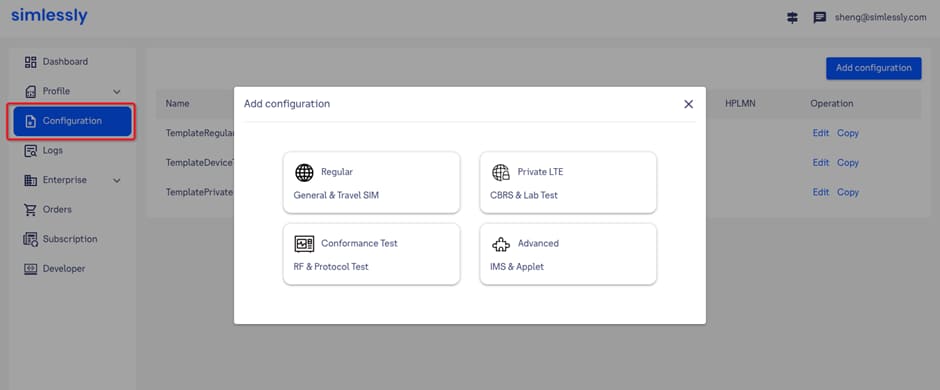 simlessly
sheng@simlessly.com
Dashboard
Profile
Configuration
Logs
Enterprise
Orders
Subscription
Developer
Add configuration
Name HPLMN Operation
TemplateRegular Edit Copy
TemplateDevice Edit Copy
TemplatePrivate Edit Copy
Add configuration
Regular
General & Travel SIM
Private LTE
CBRS & Lab Test
Conformance Test
RF & Protocol Test
Advanced
IMS & Applet